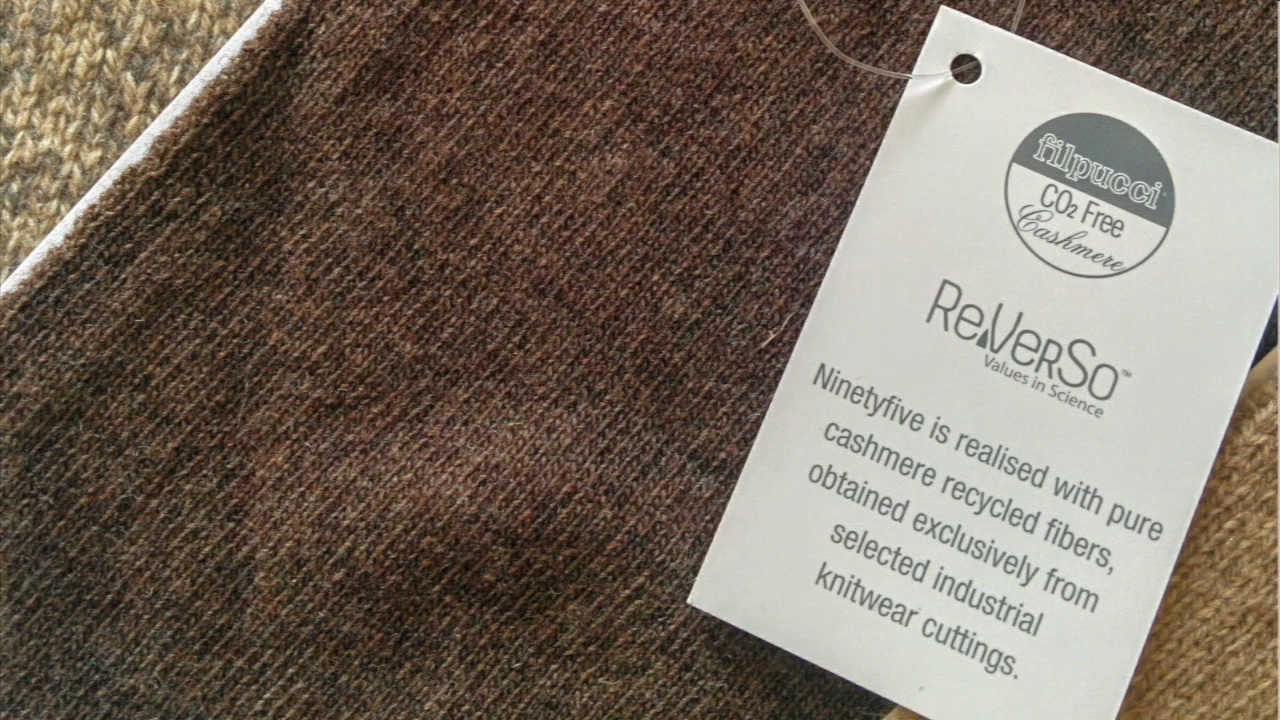 filpucci
CO₂ Free
Cashmere
ReVerSo™
Values in Science
Ninetyfive is realised with pure
cashmere recycled fibers,
obtained exclusively from
selected industrial
knitwear cuttings.